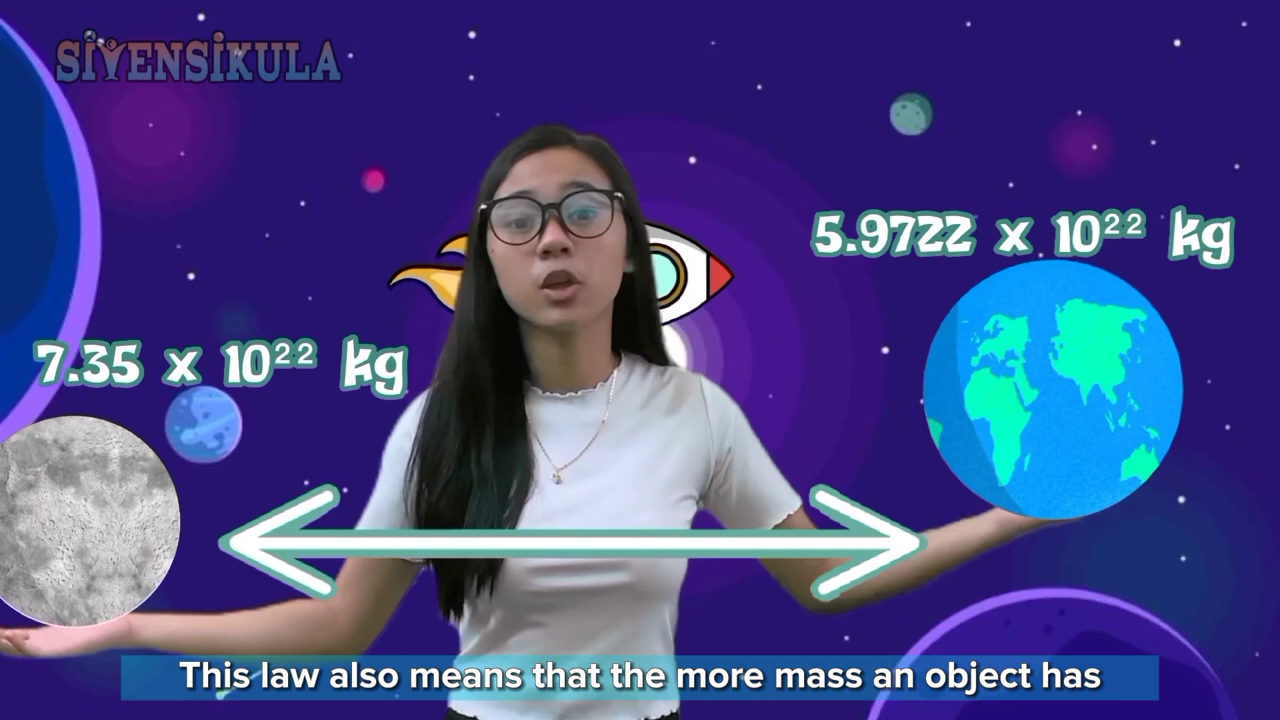 SiYENSiKULA
5.9722 x 10²² kg
7.35 x 10²² kg
This law also means that the more mass an object has